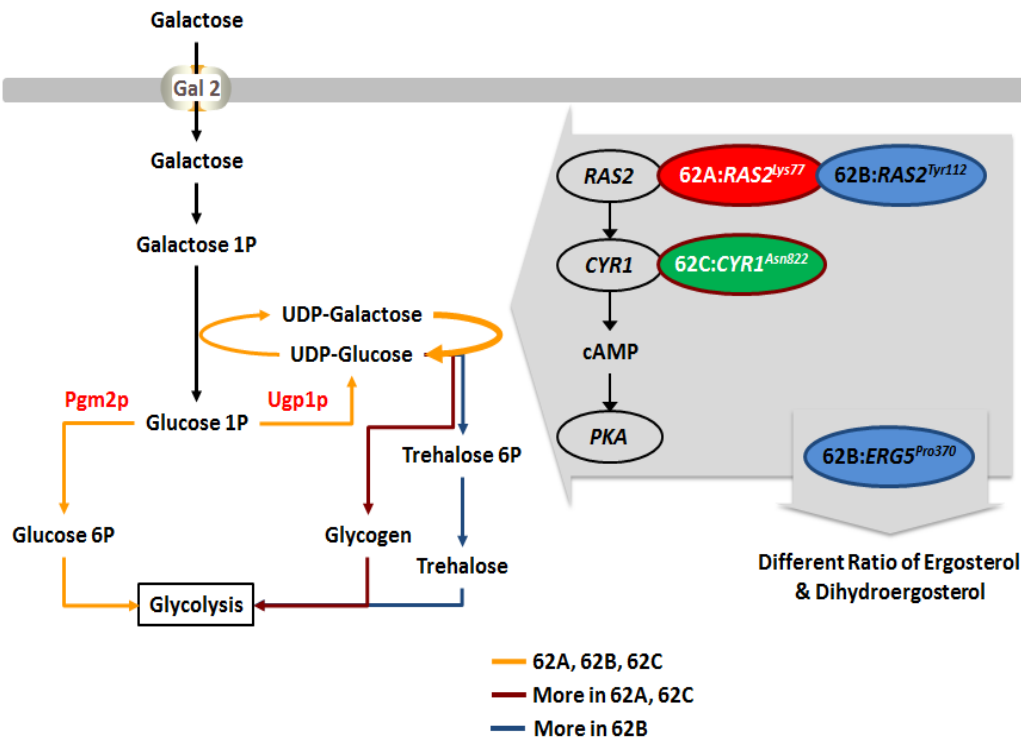 Galactose
Gal 2
Galactose
Galactose 1P
UDP-Galactose
UDP-Glucose
Pgm2p
Ugp1p
Glucose 1P
Trehalose 6P
Glucose 6P
Glycogen
Trehalose
Glycolysis
RAS2
62A:RAS2Lys77
62B:RAS2Tyr112
CYR1
62C:CYR1Asn822
cAMP
PKA
62B:ERG5Pro370
Different Ratio of Ergosterol
& Dihydroergosterol
62A, 62B, 62C
More in 62A, 62C
More in 62B